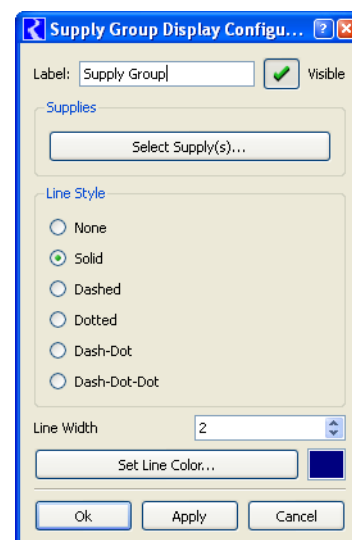 Supply Group Display Configu...
Label: Supply Group Visible
Supplies
Select Supply(s)...
Line Style
None
Solid
Dashed
Dotted
Dash-Dot
Dash-Dot-Dot
Line Width 2
Set Line Color...
Ok Apply Cancel